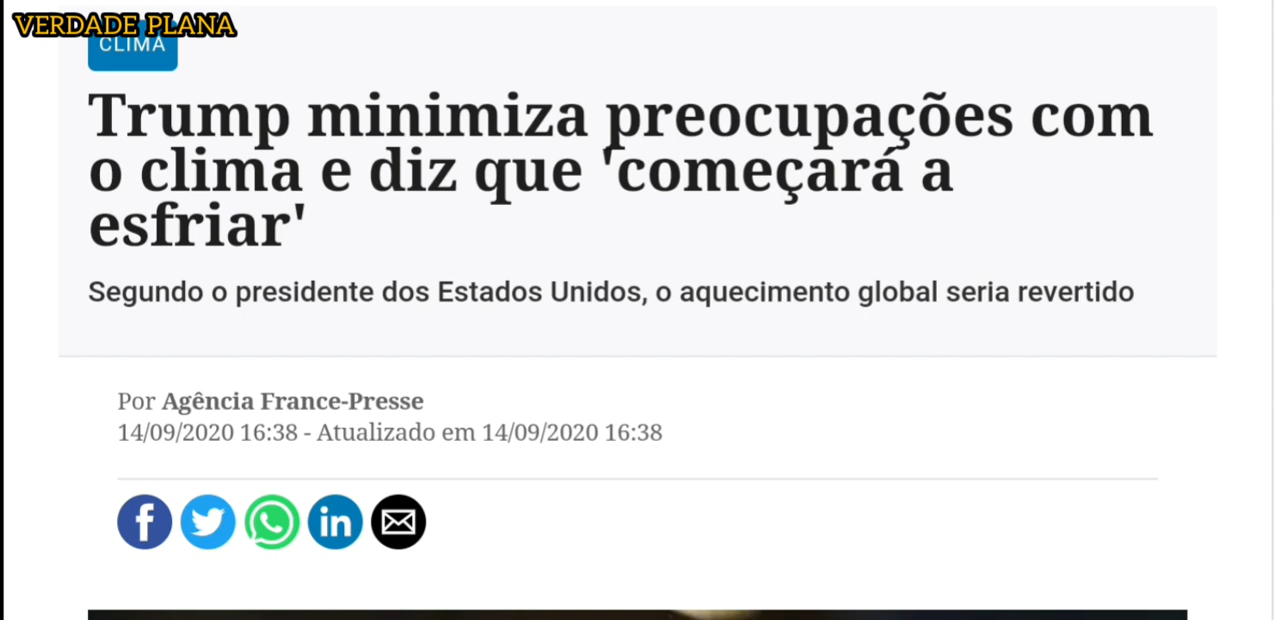 VERDADE PLANA
CLIMA
Trump minimiza preocupações com
o clima e diz que 'começará a
esfriar'
Segundo o presidente dos Estados Unidos, o aquecimento global seria revertido
Por Agência France-Presse
14/09/2020 16:38 - Atualizado em 14/09/2020 16:38